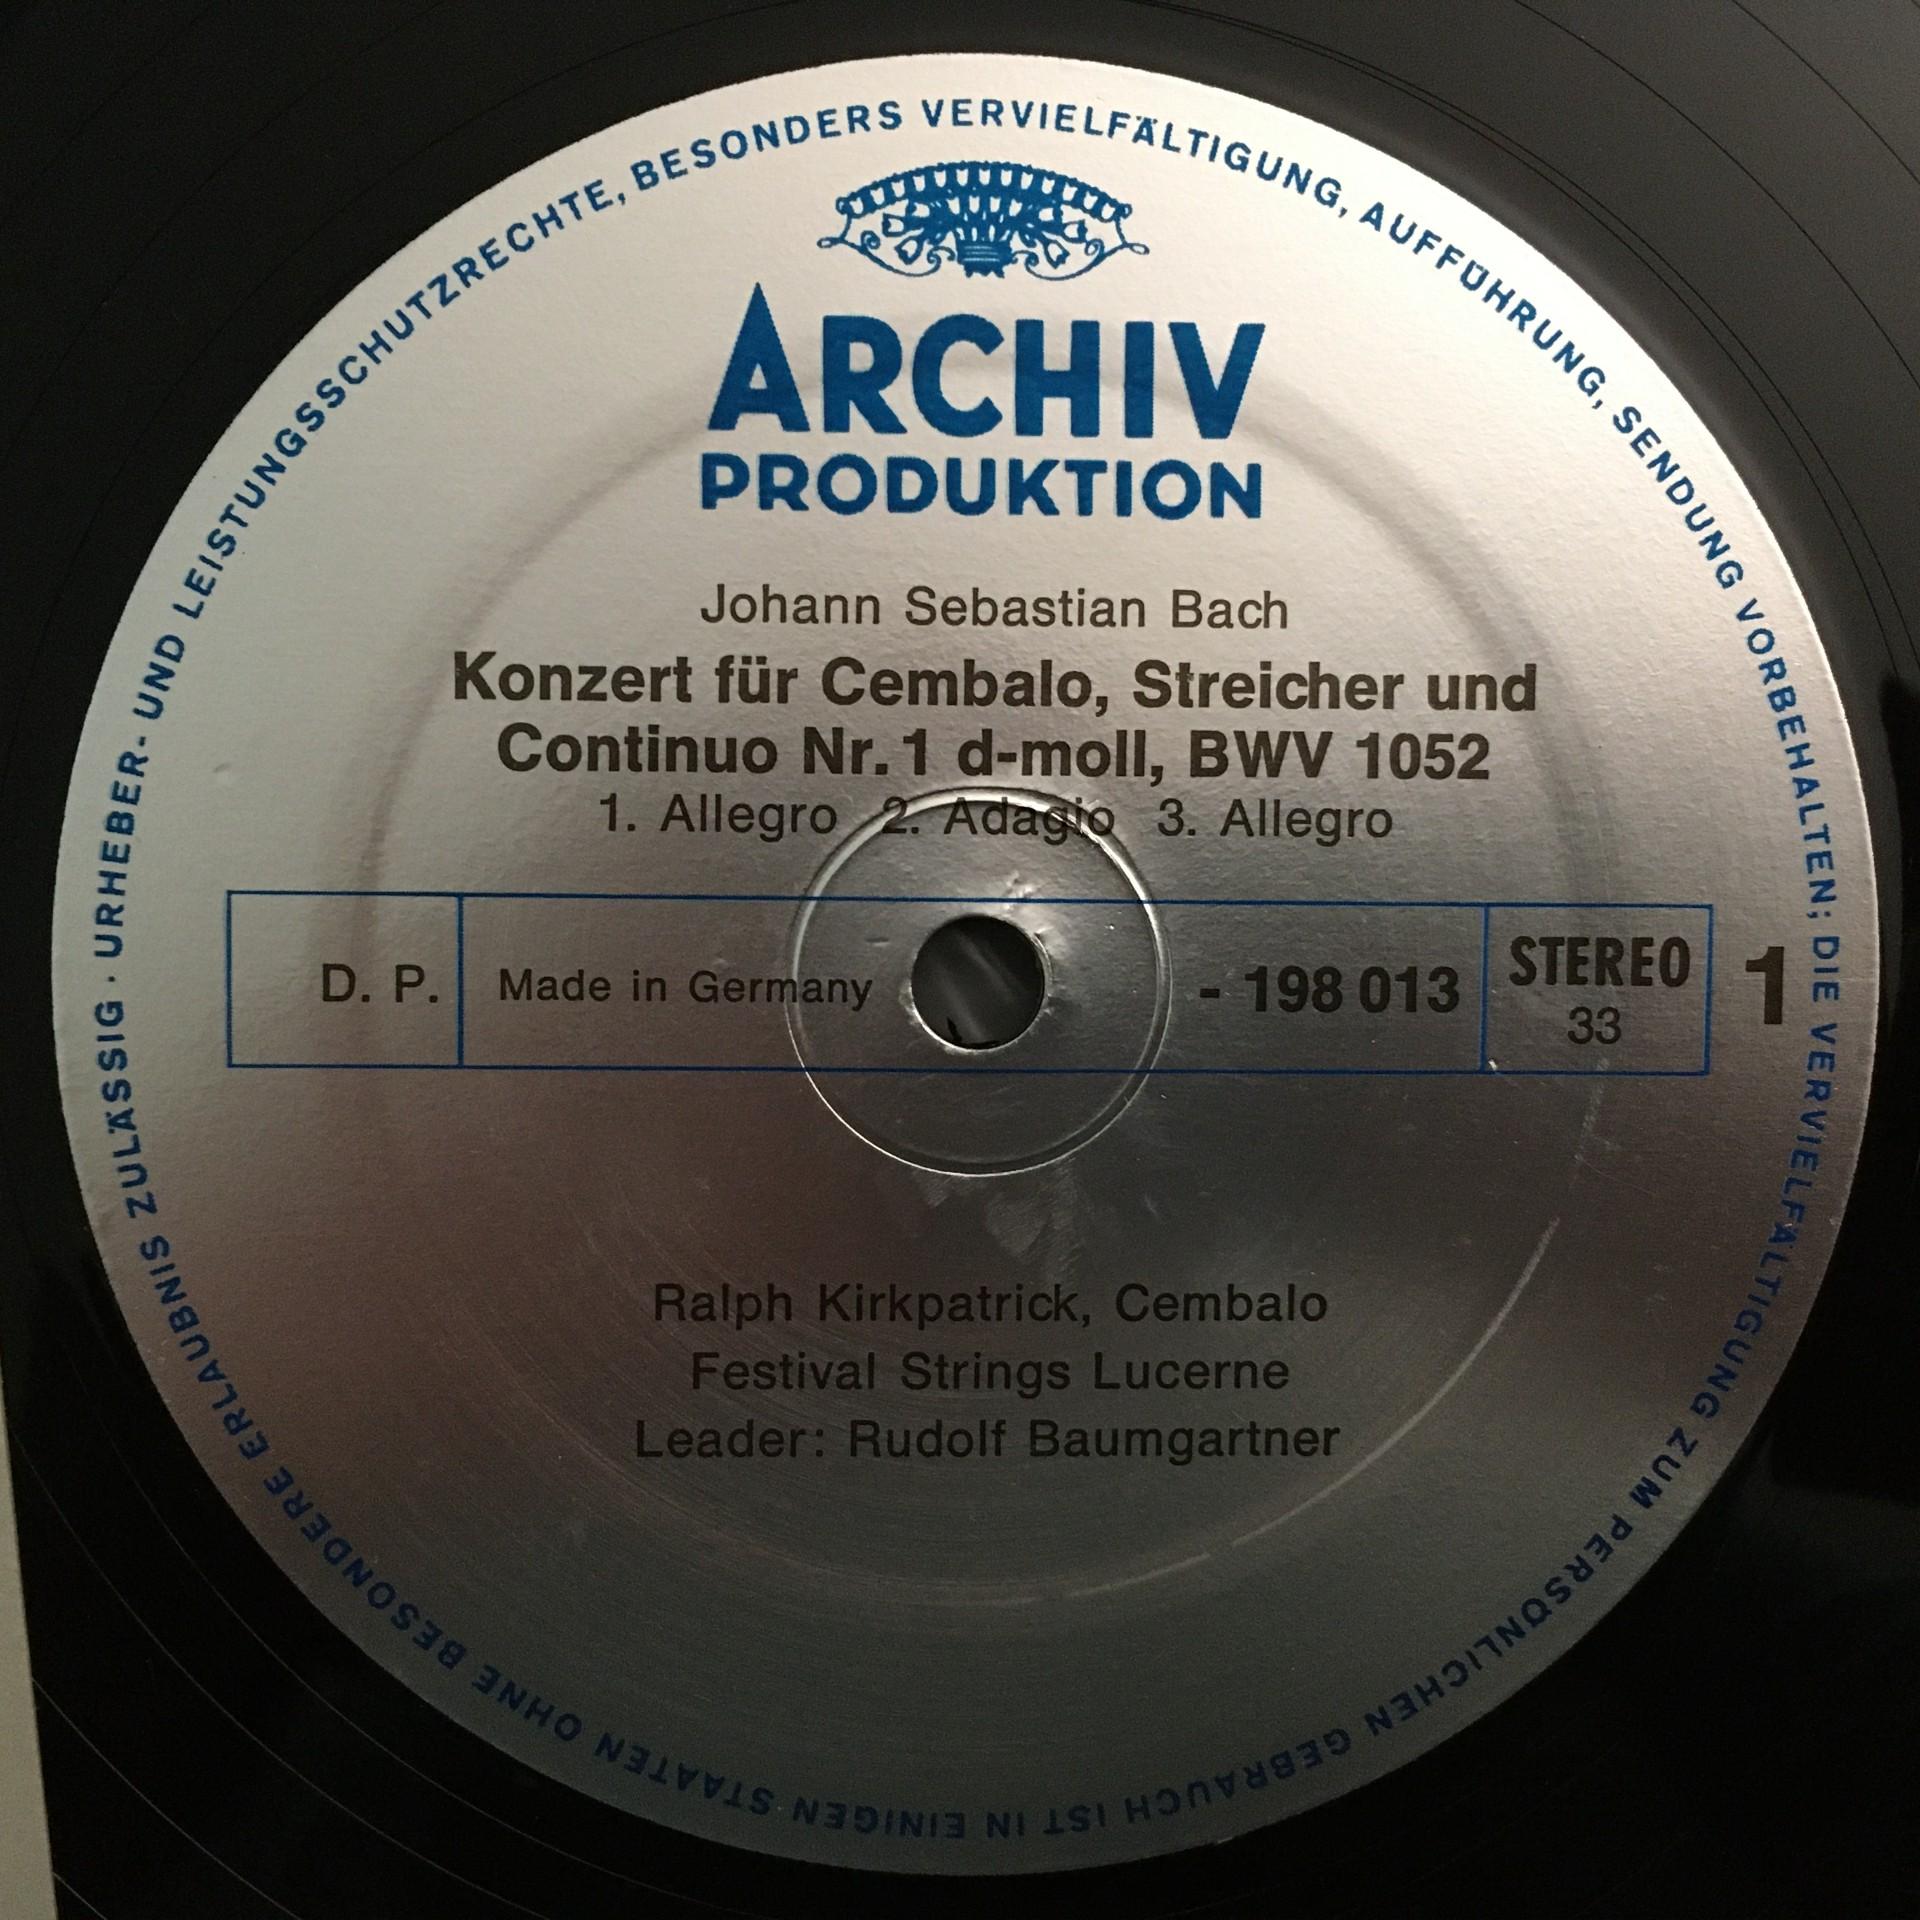 URHEBER- UND LEISTUNGSSCHUTZRECHTE, BESONDERS VERVIELFÄLTIGUNG, AUFFÜHRUNG, SENDUNG VORBEHALTEN; DIE VERVIELFÄLTIGUNG ZUM PERSÖNLICHEN GEBRAUCH IST IN EINIGEN STAATEN OHNE BESONDERE ERLAUBNIS ZULÄSSIG ·
ARCHIV
PRODUKTION
Johann Sebastian Bach
Konzert für Cembalo, Streicher und
Continuo Nr. 1 d-moll, BWV 1052
1. Allegro 2. Adagio 3. Allegro
D. P. Made in Germany - 198 013 STEREO 1
33
Ralph Kirkpatrick, Cembalo
Festival Strings Lucerne
Leader: Rudolf Baumgartner